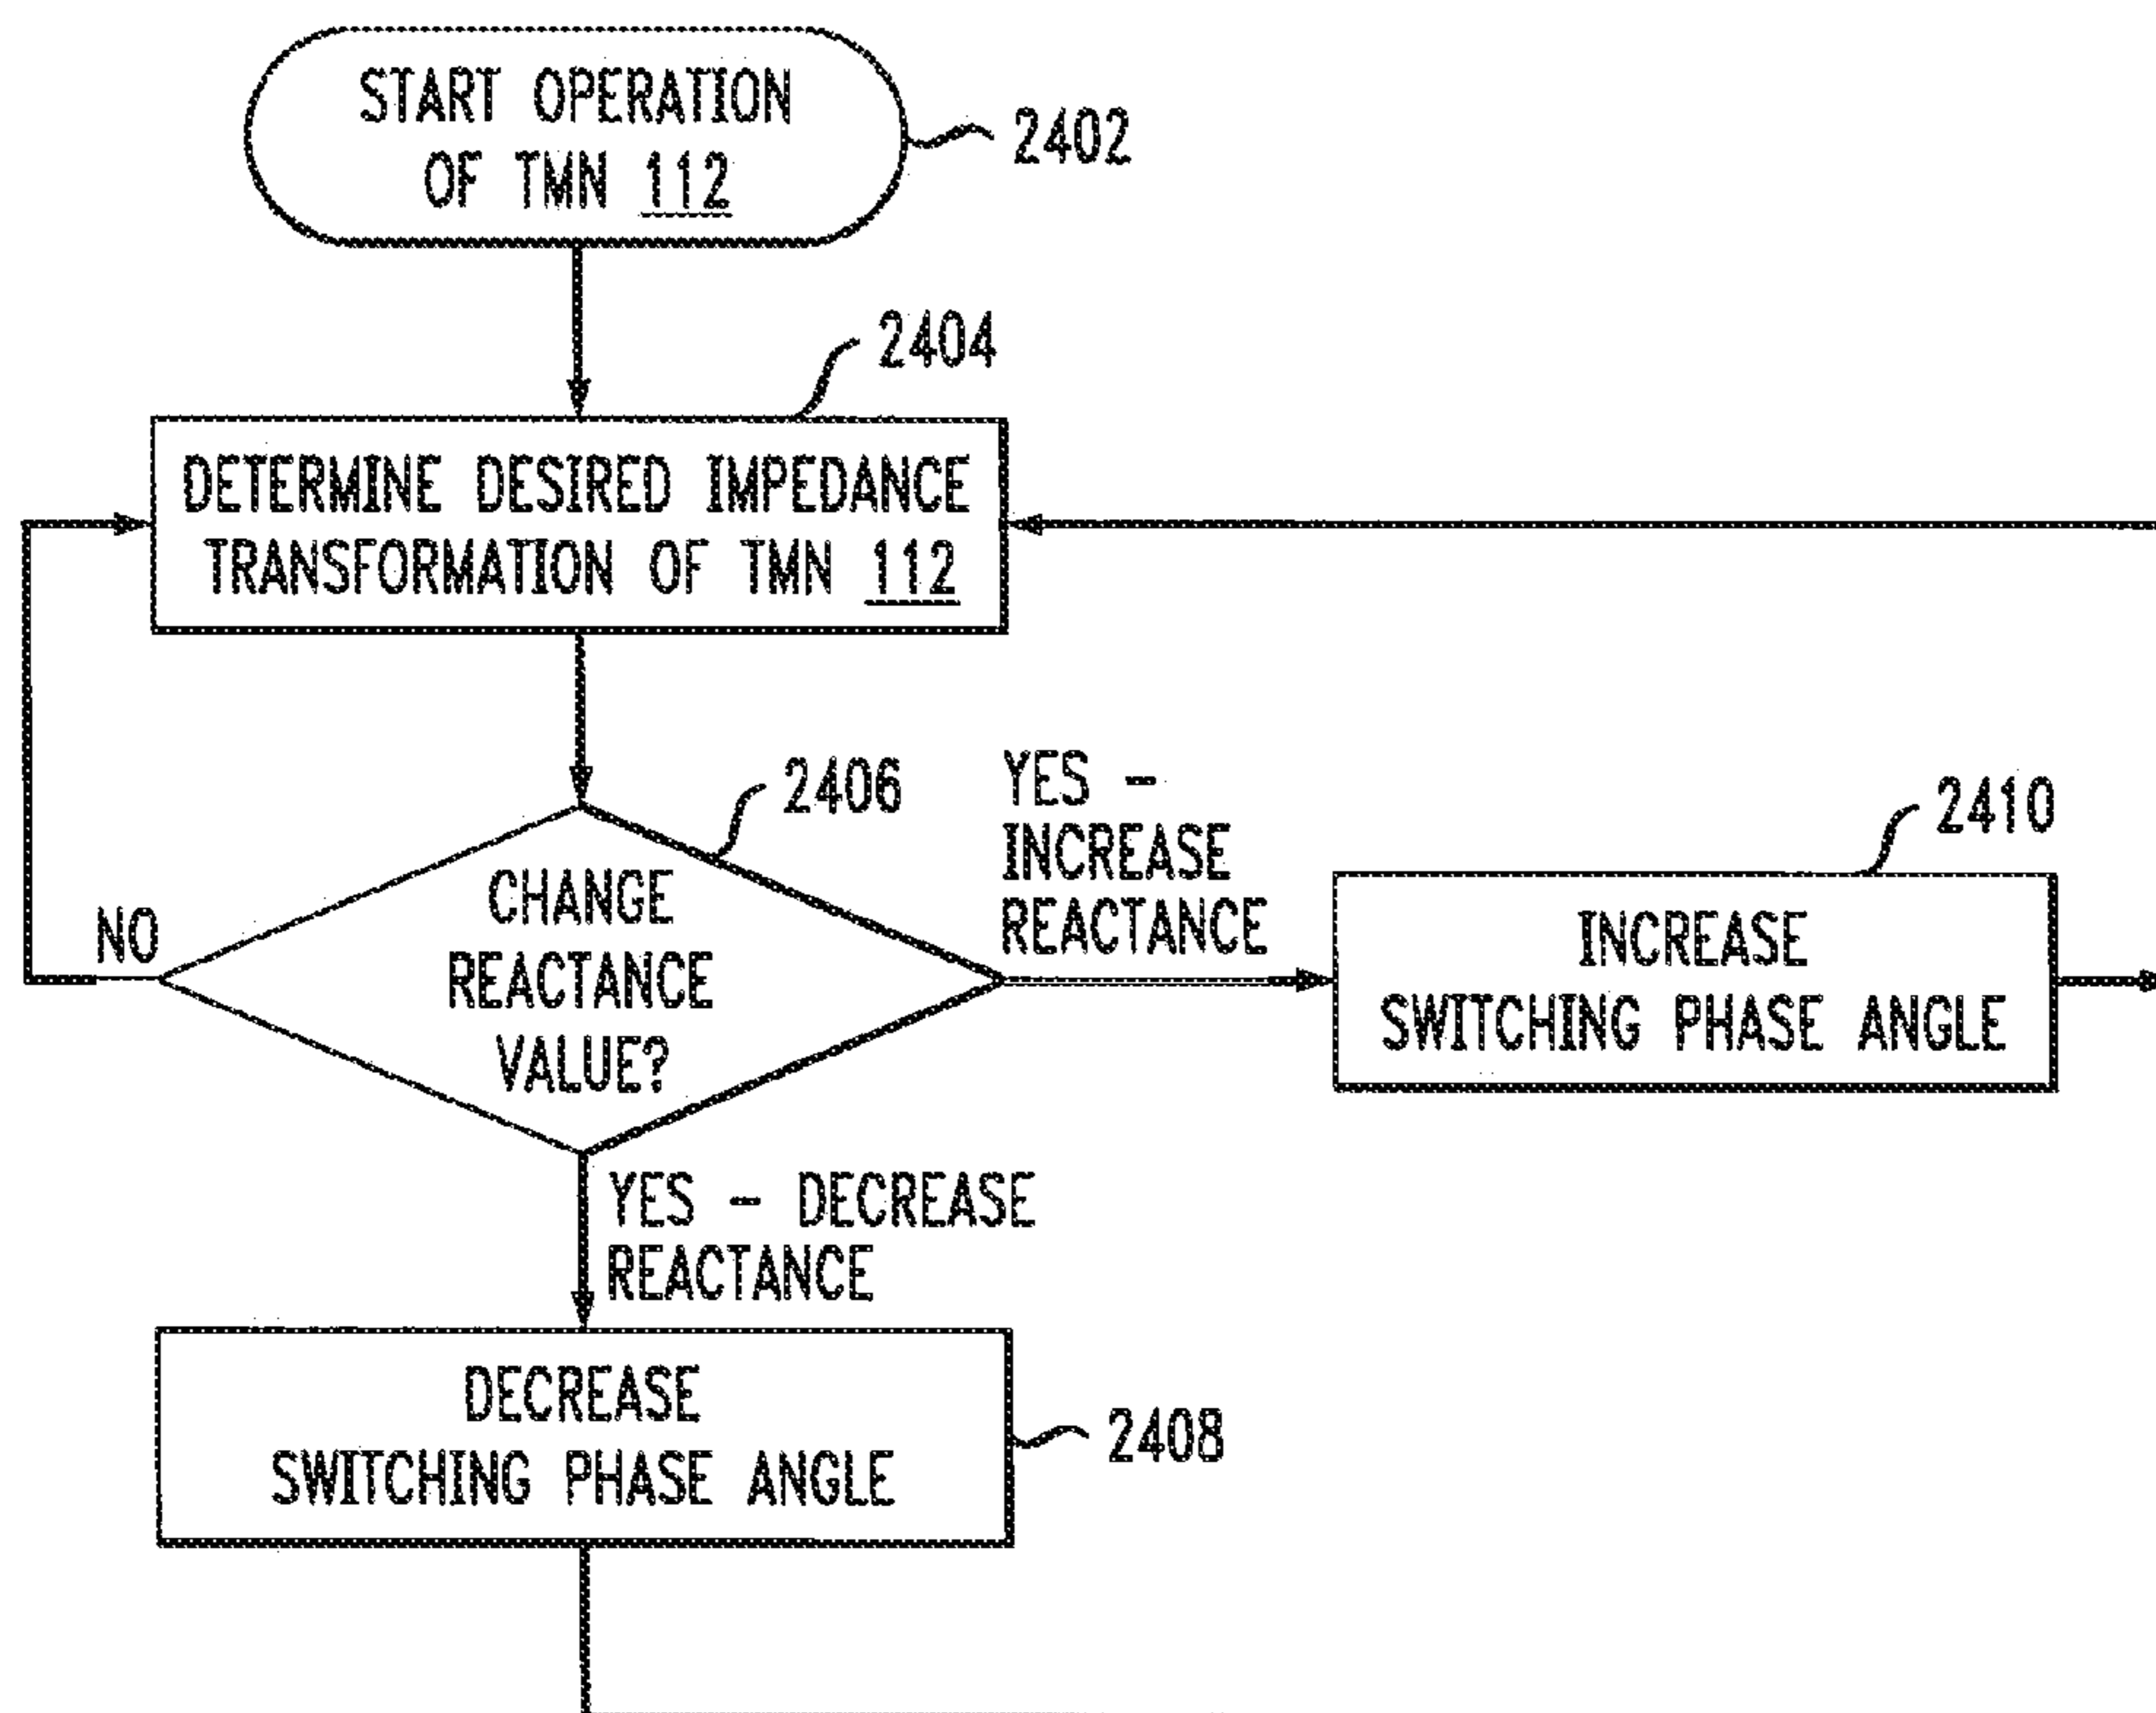 START OPERATION
OF TMN 112
2402
2404
DETERMINE DESIRED IMPEDANCE
TRANSFORMATION OF TMN 112
2406
CHANGE
REACTANCE
VALUE?
NO
YES -
INCREASE
REACTANCE
2410
INCREASE
SWITCHING PHASE ANGLE
YES - DECREASE
REACTANCE
DECREASE
SWITCHING PHASE ANGLE
2408